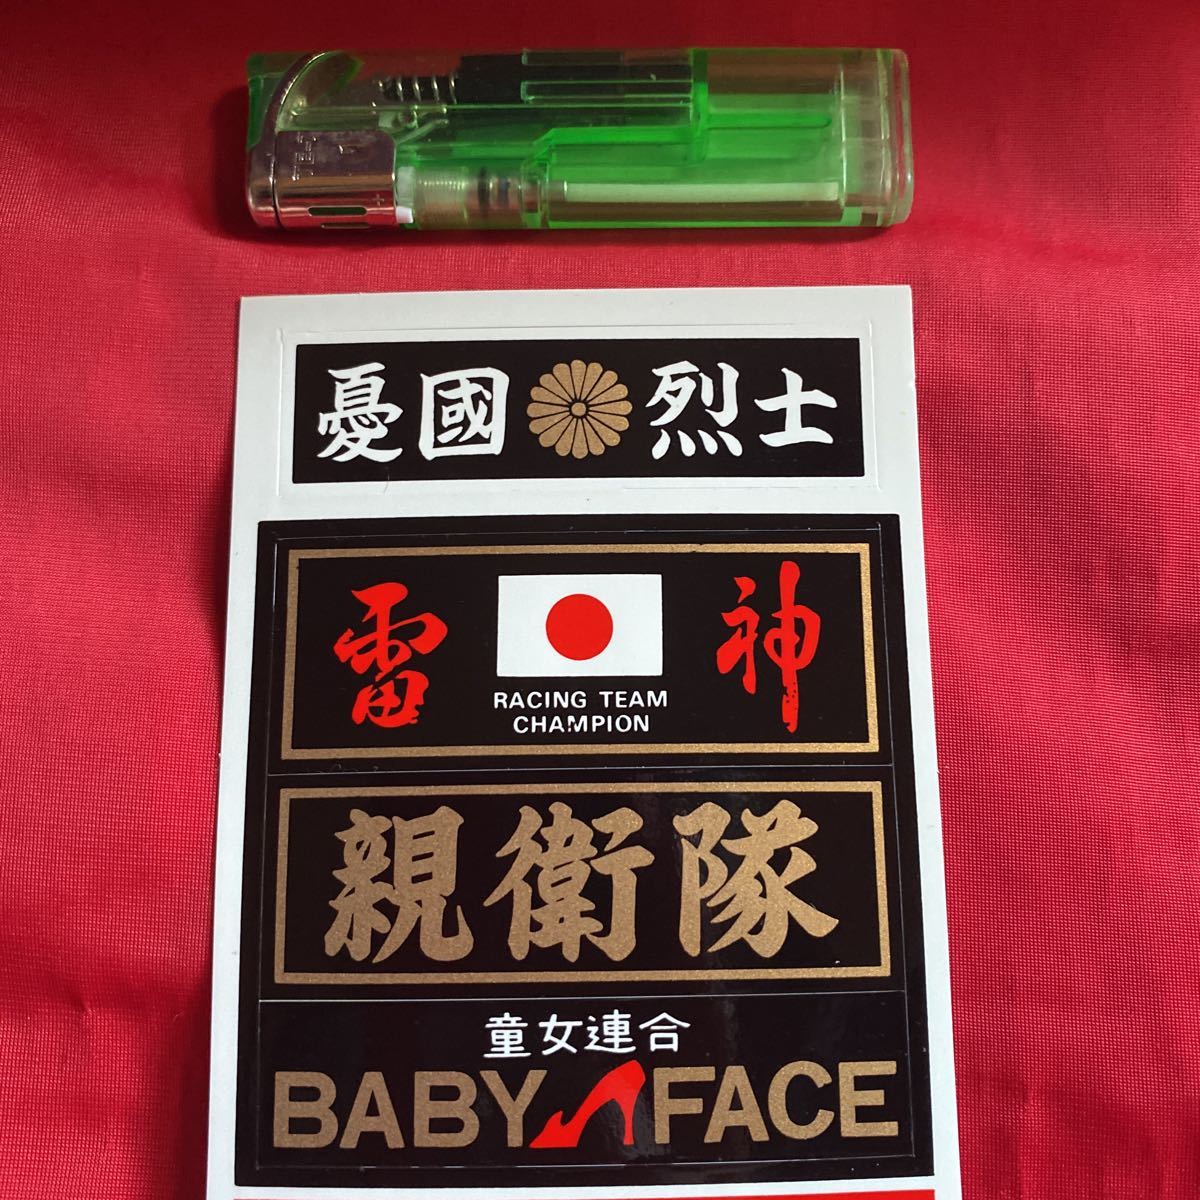 憂國 烈士
雷 神
RACING TEAM
CHAMPION
親衛隊
童女連合
BABY FACE